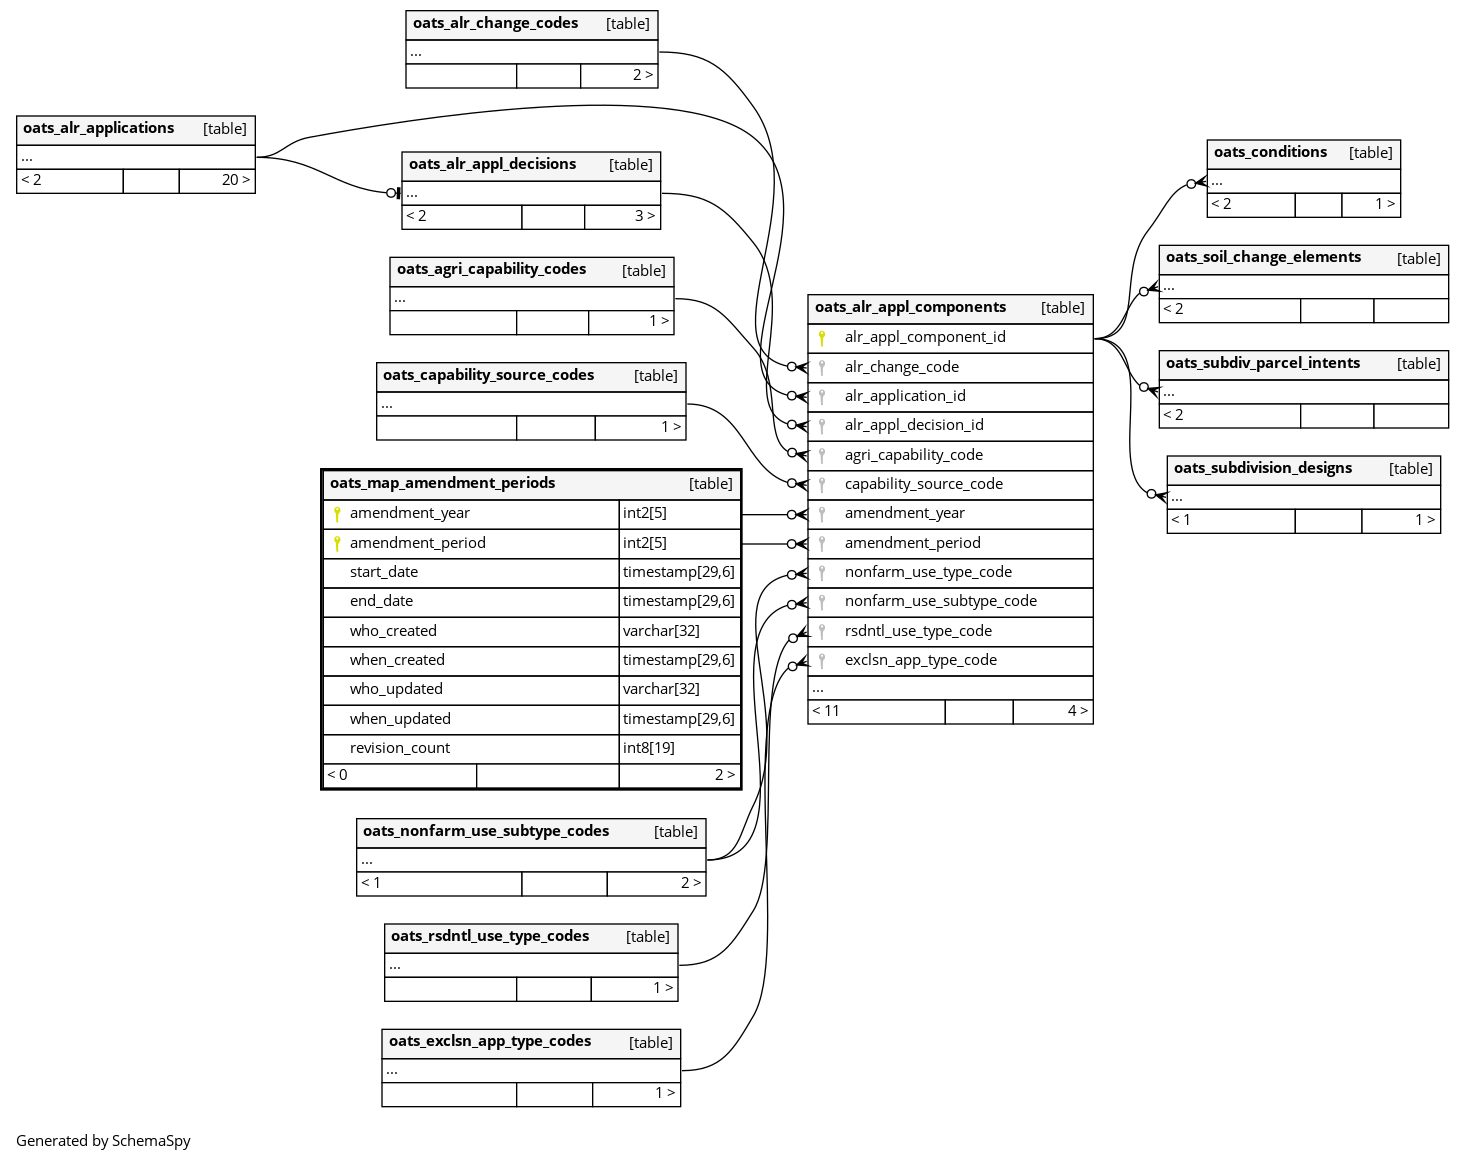 oats_alr_change_codes [table]
...
2 >
oats_alr_applications [table]
...
< 2 20 >
oats_alr_appl_decisions [table]
...
< 2 3 >
oats_agri_capability_codes [table]
...
1 >
oats_capability_source_codes [table]
...
1 >
oats_map_amendment_periods [table]
amendment_year int2[5]
amendment_period int2[5]
start_date timestamp[29,6]
end_date timestamp[29,6]
who_created varchar[32]
when_created timestamp[29,6]
who_updated varchar[32]
when_updated timestamp[29,6]
revision_count int8[19]
< 0 2 >
oats_nonfarm_use_subtype_codes [table]
...
< 1 2 >
oats_rsdntl_use_type_codes [table]
...
1 >
oats_exclsn_app_type_codes [table]
...
1 >
oats_alr_appl_components [table]
alr_appl_component_id
alr_change_code
alr_application_id
alr_appl_decision_id
agri_capability_code
capability_source_code
amendment_year
amendment_period
nonfarm_use_type_code
nonfarm_use_subtype_code
rsdntl_use_type_code
exclsn_app_type_code
...
< 11 4 >
oats_conditions [table]
...
< 2 1 >
oats_soil_change_elements [table]
...
< 2
oats_subdiv_parcel_intents [table]
...
< 2
oats_subdivision_designs [table]
...
< 1 1 >
Generated by SchemaSpy